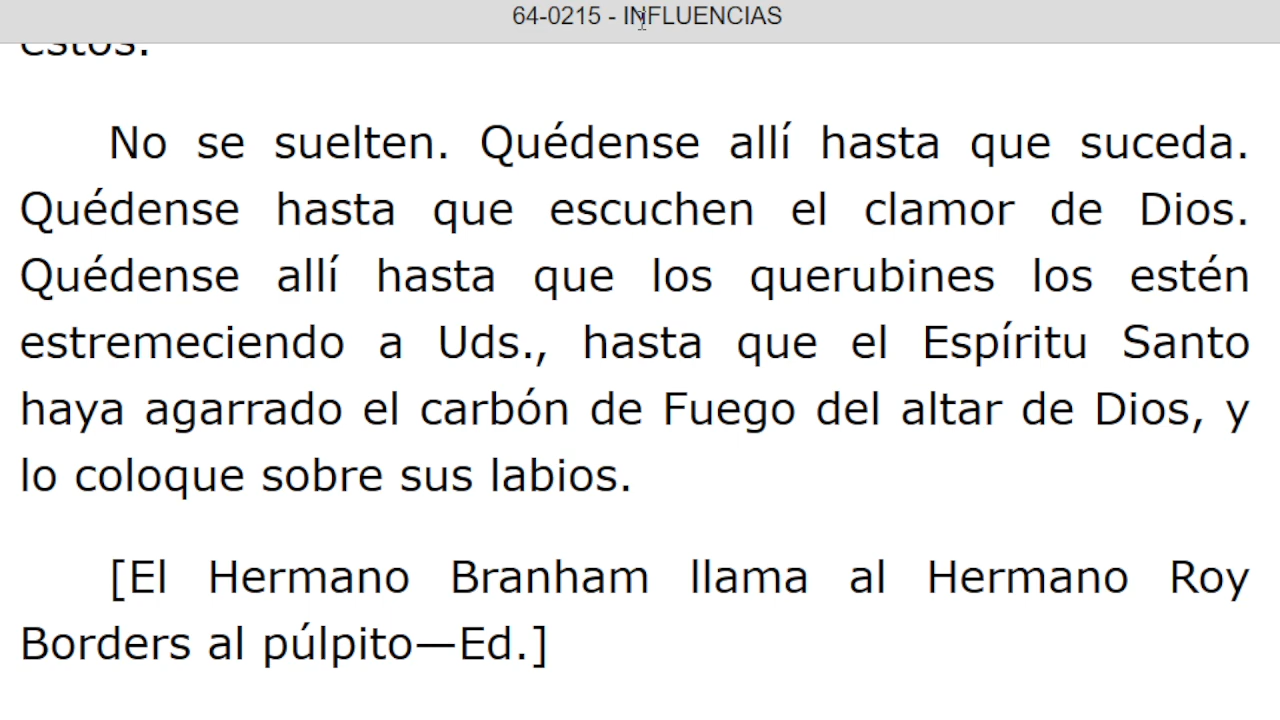 64-0215 - INFLUENCIAS
estos.
No se suelten. Quédense allí hasta que suceda.
Quédense hasta que escuchen el clamor de Dios.
Quédense allí hasta que los querubines los estén
estremeciendo a Uds., hasta que el Espíritu Santo
haya agarrado el carbón de Fuego del altar de Dios, y
lo coloque sobre sus labios.
[El Hermano Branham llama al Hermano Roy
Borders al púlpito—Ed.]